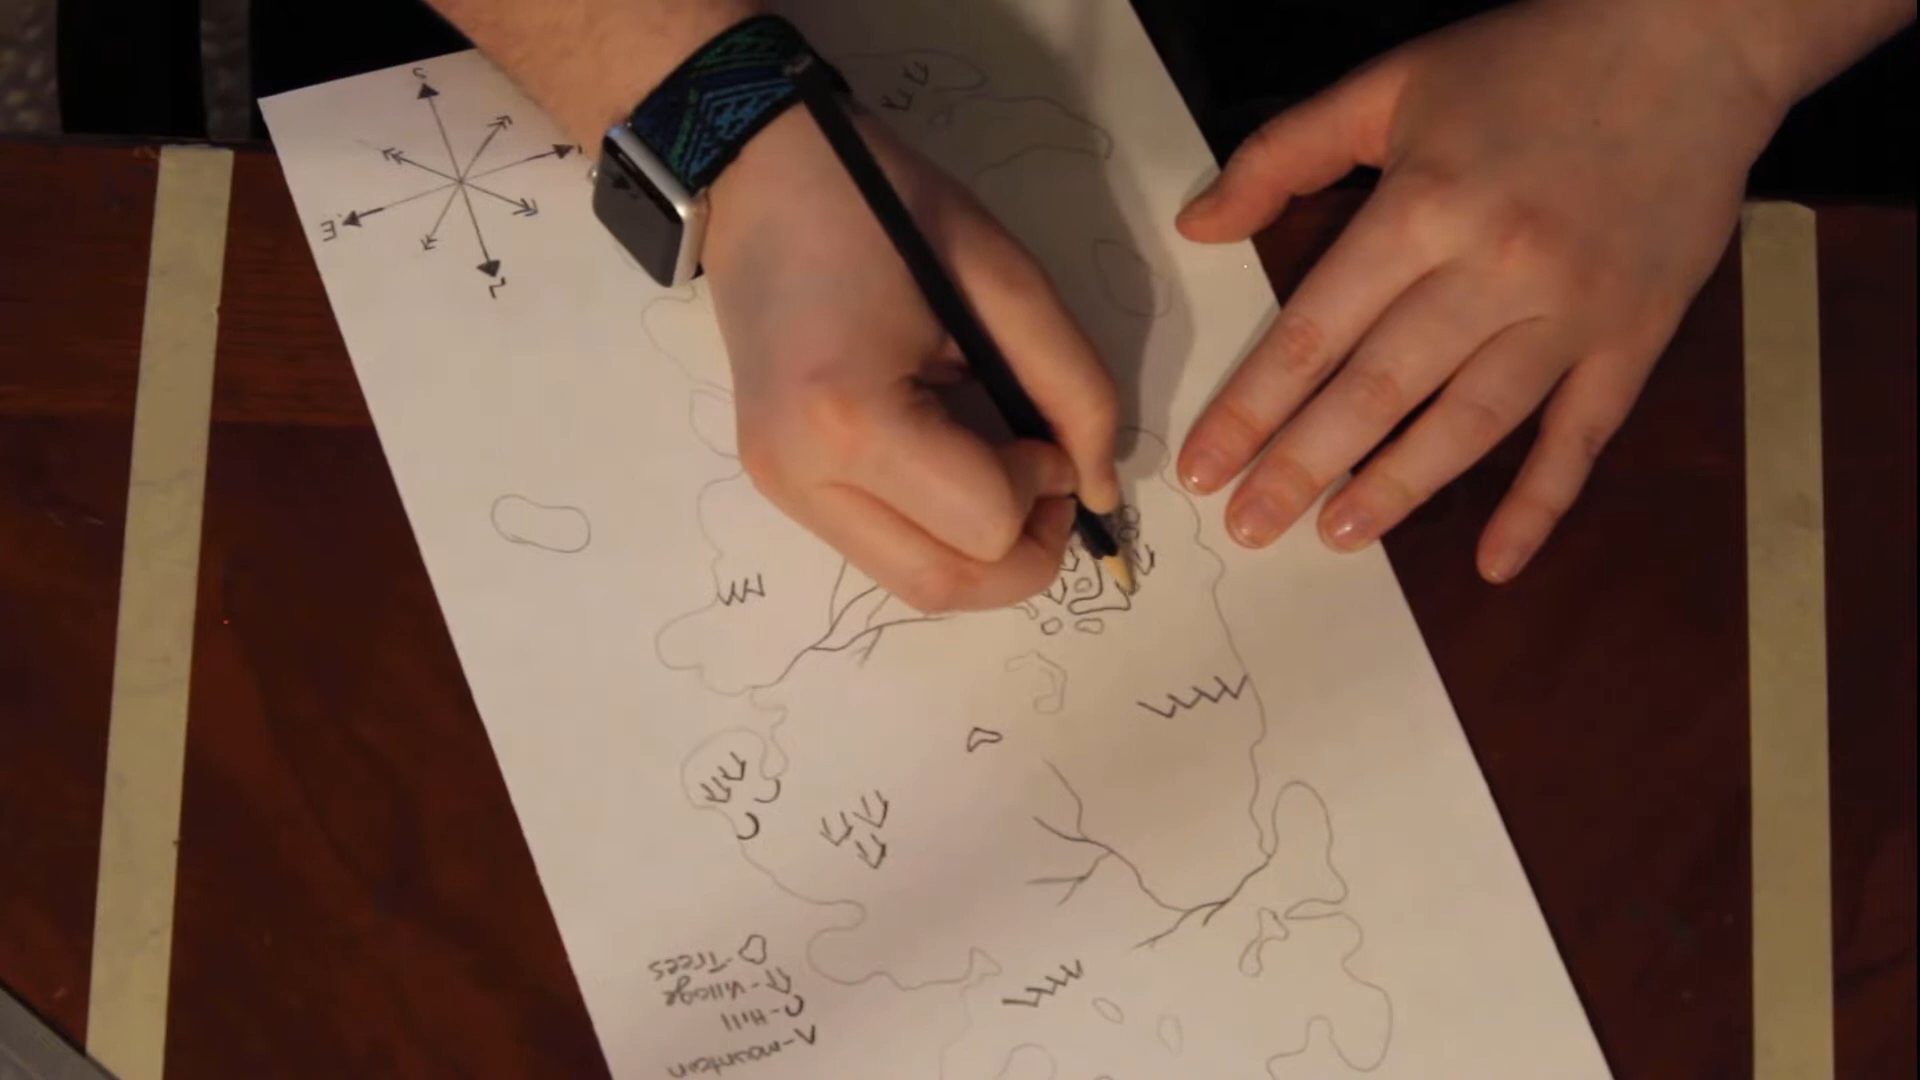 Λ-mountain
∩-Hill
↑-Village
Trees
N
E
S